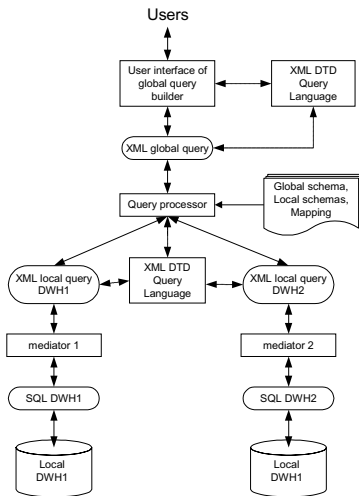 Users
User interface of
global query
builder
XML DTD
Query
Language
XML global query
Query processor
Global schema,
Local schemas,
Mapping
XML local query
DWH1
XML DTD
Query
Language
XML local query
DWH2
mediator 1
mediator 2
SQL DWH1
SQL DWH2
Local
DWH1
Local
DWH1